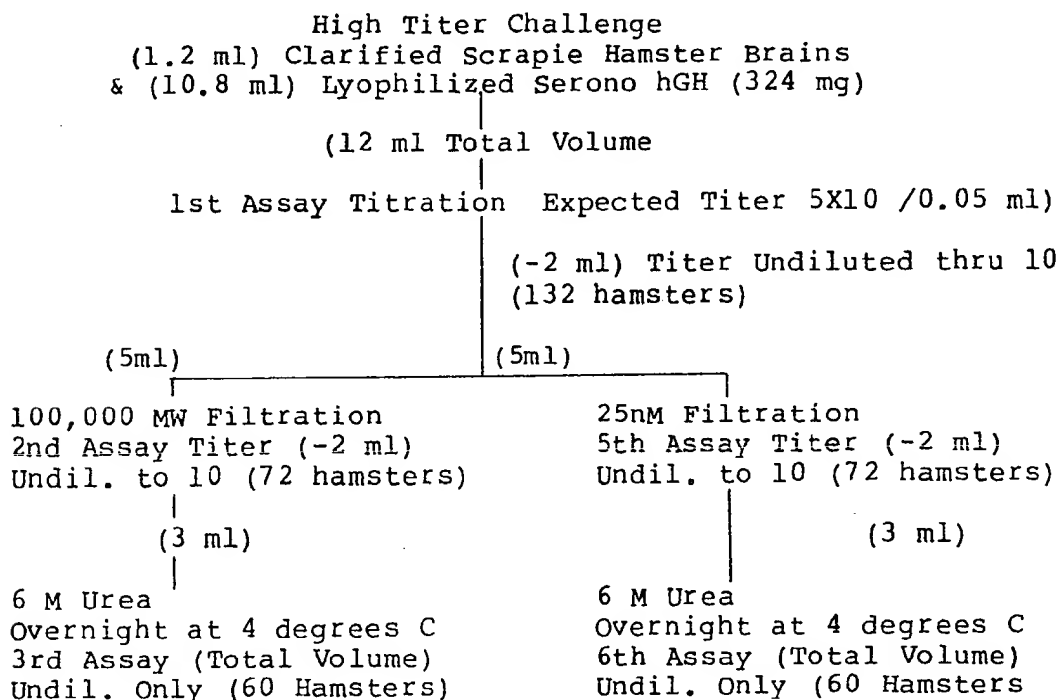 High Titer Challenge
(1.2 ml) Clarified Scrapie Hamster Brains
& (10.8 ml) Lyophilized Serono hGH (324 mg)
(12 ml Total Volume
1st Assay Titration Expected Titer 5X10 /0.05 ml)
(-2 ml) Titer Undiluted thru 10
(132 hamsters)
(5ml)
(5ml)
100,000 MW Filtration
2nd Assay Titer (-2 ml)
Undil. to 10 (72 hamsters)
(3 ml)
6 M Urea
Overnight at 4 degrees C
3rd Assay (Total Volume)
Undil. Only (60 Hamsters)
25nM Filtration
5th Assay Titer (-2 ml)
Undil. to 10 (72 hamsters)
(3 ml)
6 M Urea
Overnight at 4 degrees C
6th Assay (Total Volume)
Undil. Only (60 Hamsters